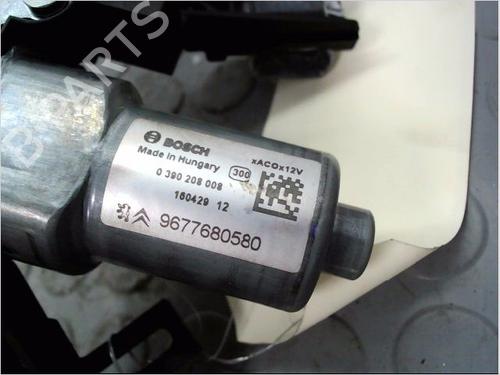 B-PARTS
BOSCH
Made in Hungary
0 390 208 008
300
xACOx12V
160429 12
9677680580